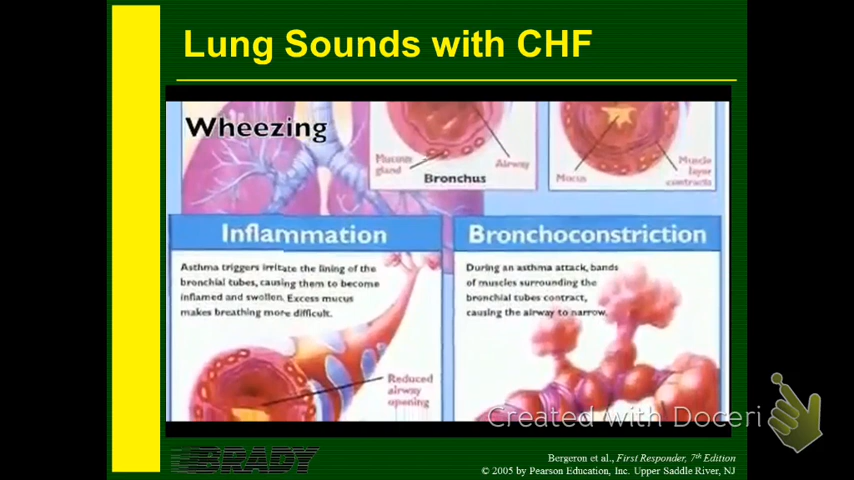 Lung Sounds with CHF
Wheezing
Mucous
gland
Airway
Bronchus
Mucus
Muscle
layer
contracts
Inflammation
Asthma triggers irritate the lining of the
bronchial tubes, causing them to become
inflamed and swollen. Excess mucus
makes breathing more difficult.
Reduced
airway
opening
Bronchoconstriction
During an asthma attack, bands
of muscles surrounding the
bronchial tubes contract,
causing the airway to narrow.
Created with Doceri
BRADY
Bergeron et al., First Responder, 7th Edition
© 2005 by Pearson Education, Inc. Upper Saddle River, NJ